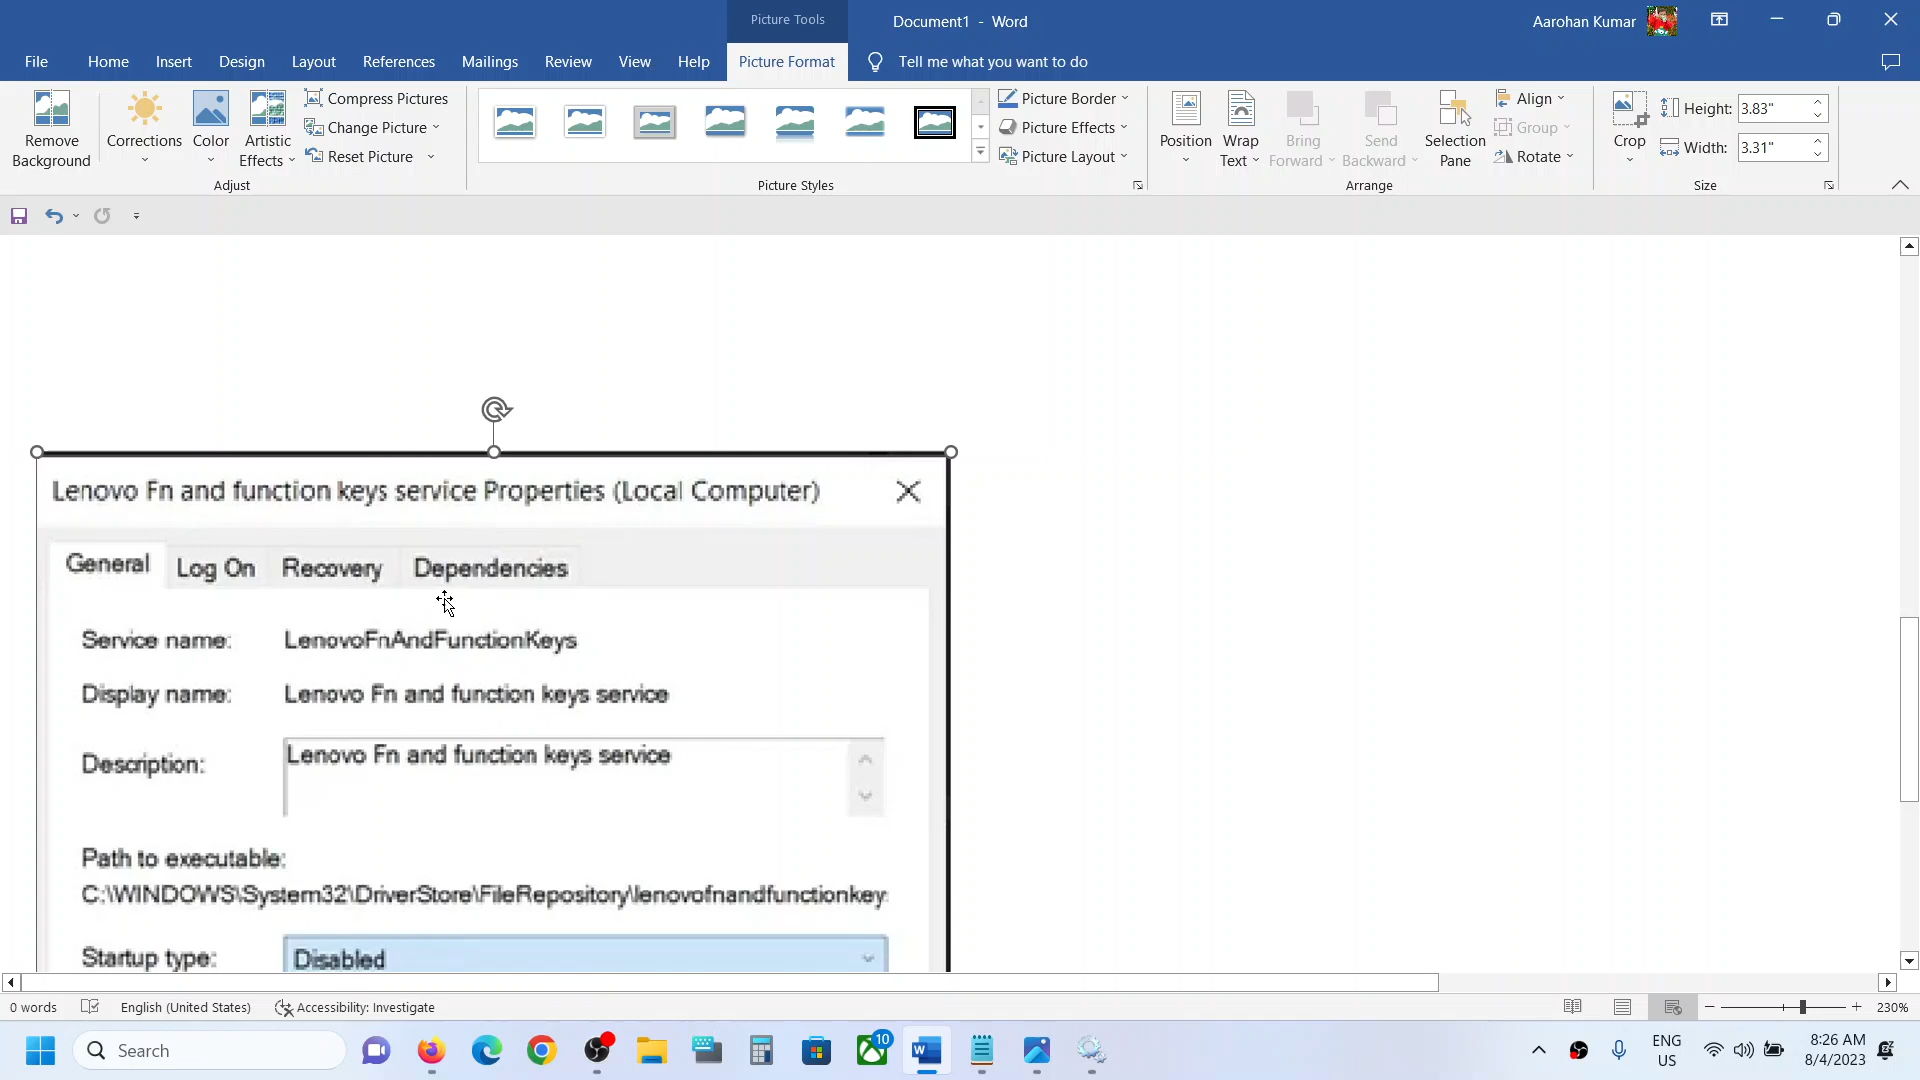 Picture Tools
Document1 - Word
Aarohan Kumar
File Home Insert Design Layout References Mailings Review View Help Picture Format Tell me what you want to do
Remove Background
Corrections
Color
Artistic Effects
Compress Pictures
Change Picture
Reset Picture
Adjust
Picture Styles
Picture Border
Picture Effects
Picture Layout
Position
Wrap Text
Bring Forward
Send Backward
Selection Pane
Align
Group
Rotate
Arrange
Crop
Height: 3.83"
Width: 3.31"
Size
Lenovo Fn and function keys service Properties (Local Computer)
General Log On Recovery Dependencies
Service name: LenovoFnAndFunctionKeys
Display name: Lenovo Fn and function keys service
Description: Lenovo Fn and function keys service
Path to executable:
C:\WINDOWS\System32\DriverStore\FileRepository\lenovofnandfunctionkey
Startup type: Disabled
0 words English (United States) Accessibility: Investigate 230%
Search
10
ENG
US
8:26 AM
8/4/2023